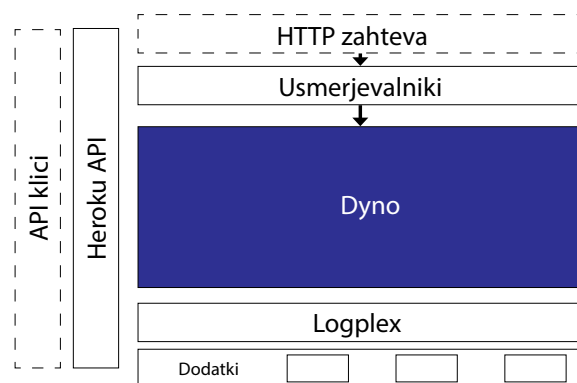 HTTP zahteva
Usmerjevalniki
API klici
Heroku API
Dyno
Logplex
Dodatki